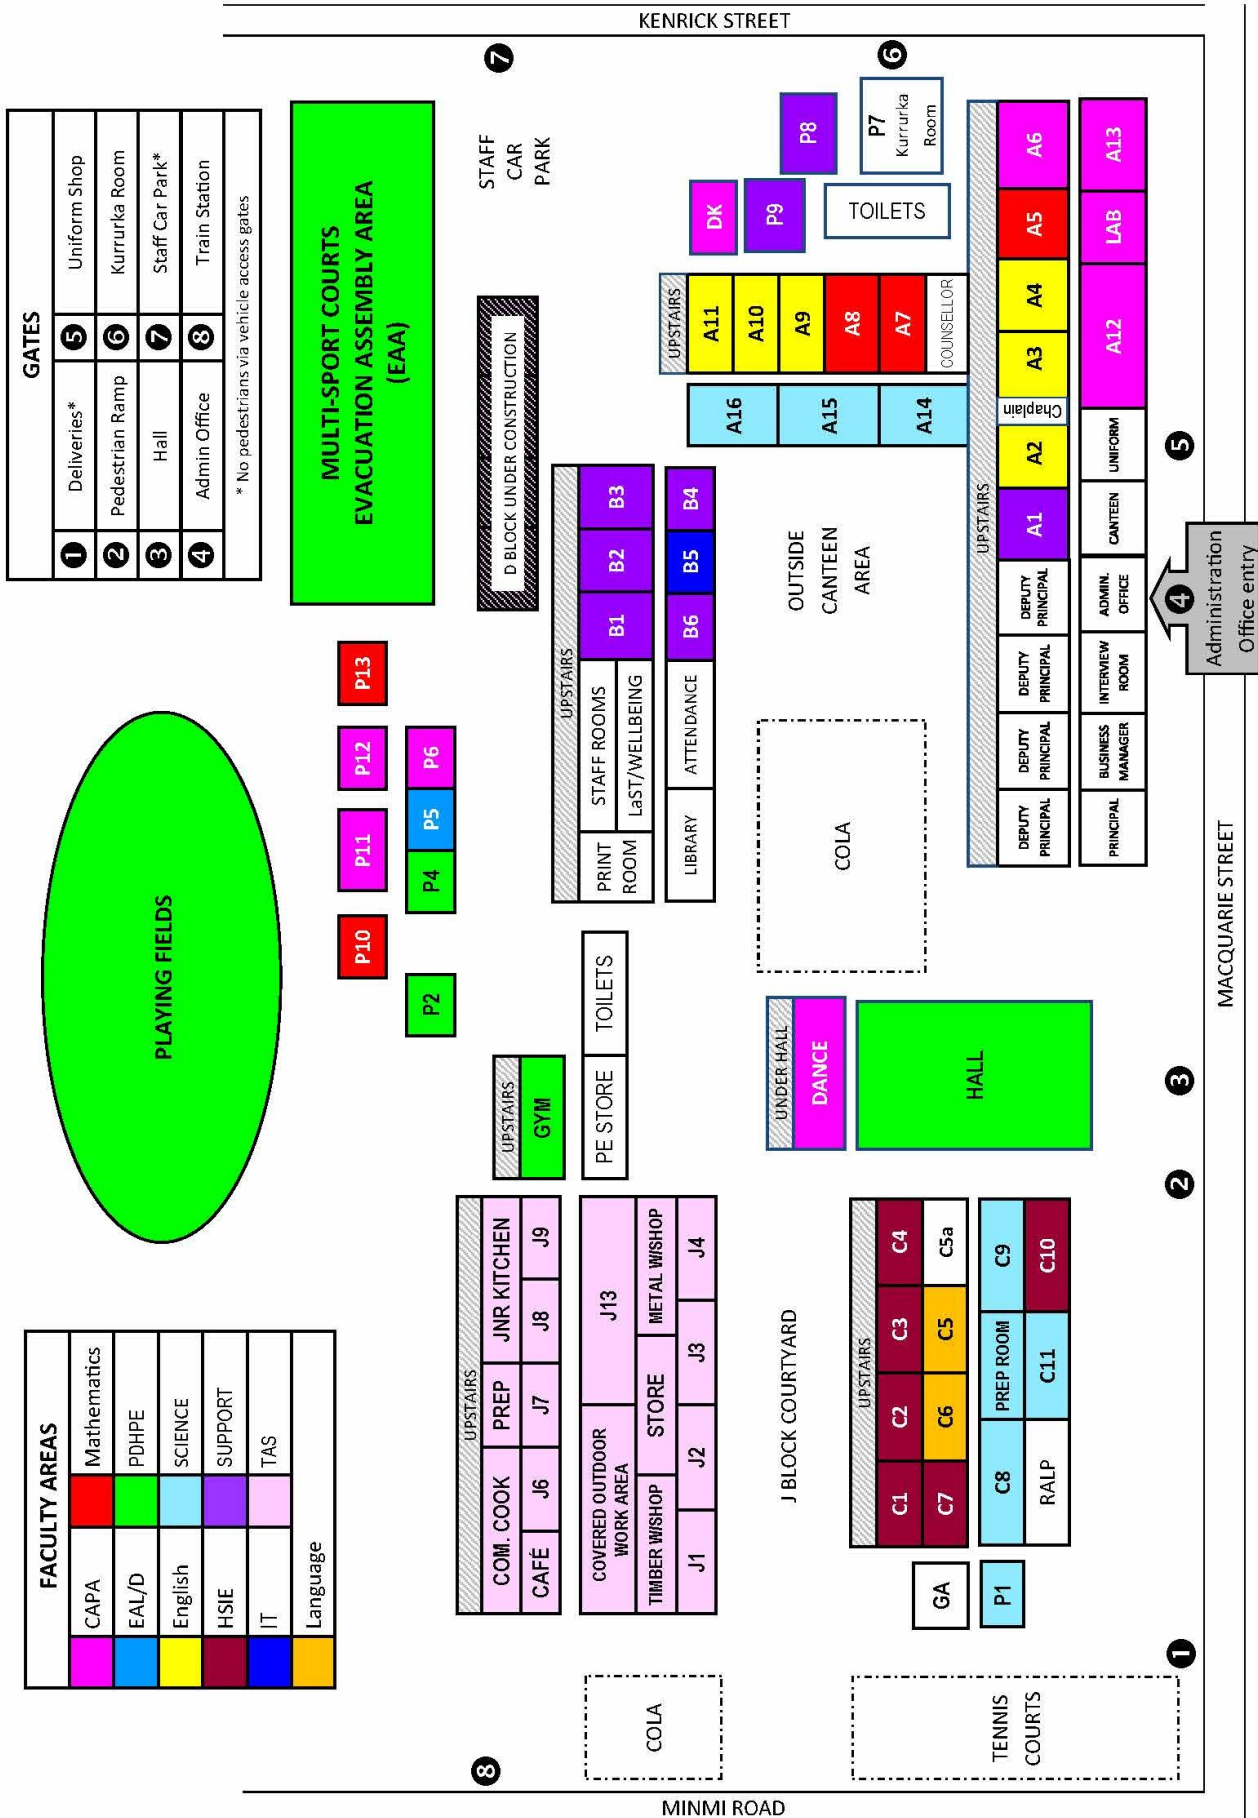 FACULTY AREAS
CAPA
Mathematics
EAL/D
PDHPE
English
SCIENCE
HSIE
SUPPORT
IT
TAS
Language
PLAYING FIELDS
GATES
1 Deliveries* 5 Uniform Shop
2 Pedestrian Ramp 6 Kurrurka Room
3 Hall 7 Staff Car Park*
4 Admin Office 8 Train Station
* No pedestrians via vehicle access gates
MULTI-SPORT COURTS
EVACUATION ASSEMBLY AREA
(EAA)
P10
P11
P12
P13
P2
P4
P5
P6
8
7
STAFF
CAR
PARK
D BLOCK UNDER CONSTRUCTION
UPSTAIRS
COM. COOK
PREP
JNR KITCHEN
CAFÉ
J6
J7
J8
J9
UPSTAIRS
GYM
COVERED OUTDOOR
WORK AREA
J13
TIMBER W/SHOP
STORE
METAL W/SHOP
J1
J2
J3
J4
PE STORE
TOILETS
UPSTAIRS
PRINT
ROOM
STAFF ROOMS
LaST/WELLBEING
B1
B2
B3
LIBRARY
ATTENDANCE
B6
B5
B4
COLA
UPSTAIRS
A11
A10
A9
A8
A7
COUNSELLOR
A16
A15
A14
DK
P9
P8
TOILETS
P7
Kurrurka
Room
6
J BLOCK COURTYARD
UNDER HALL
DANCE
HALL
COLA
OUTSIDE
CANTEEN
AREA
UPSTAIRS
C1
C2
C3
C4
C7
C6
C5
C5a
C8
PREP ROOM
C9
RALP
C11
C10
GA
P1
TENNIS
COURTS
UPSTAIRS
DEPUTY
PRINCIPAL
DEPUTY
PRINCIPAL
DEPUTY
PRINCIPAL
DEPUTY
PRINCIPAL
A1
A2
Chaplain
A3
A4
A5
A6
PRINCIPAL
BUSINESS
MANAGER
INTERVIEW
ROOM
ADMIN.
OFFICE
CANTEEN
UNIFORM
A12
LAB
A13
1
2
3
4
5
Administration
Office entry
MINMI ROAD
MACQUARIE STREET
KENRICK STREET